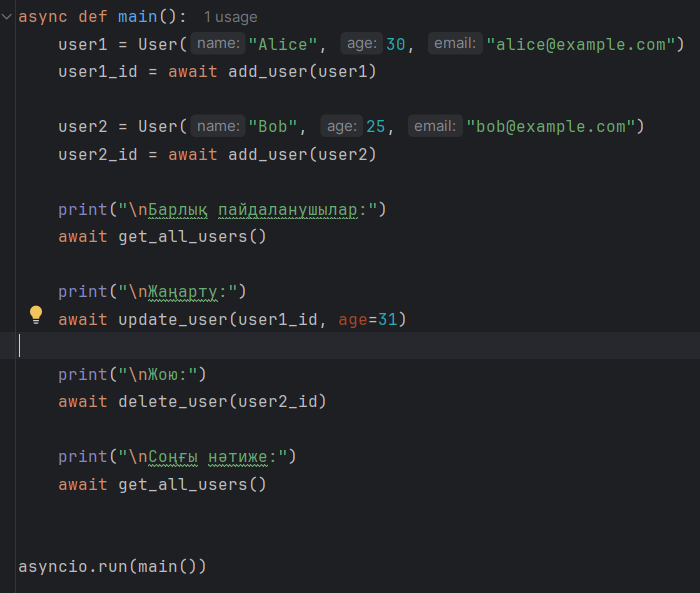 async def main():  1 usage
    user1 = User( name: "Alice", age: 30, email: "alice@example.com")
    user1_id = await add_user(user1)

    user2 = User( name: "Bob", age: 25, email: "bob@example.com")
    user2_id = await add_user(user2)

    print("\nБарлық пайдаланушылар:")
    await get_all_users()

    print("\nЖаңарту:")
    await update_user(user1_id, age=31)

    print("\nЖою:")
    await delete_user(user2_id)

    print("\nСоңғы нәтиже:")
    await get_all_users()


asyncio.run(main())